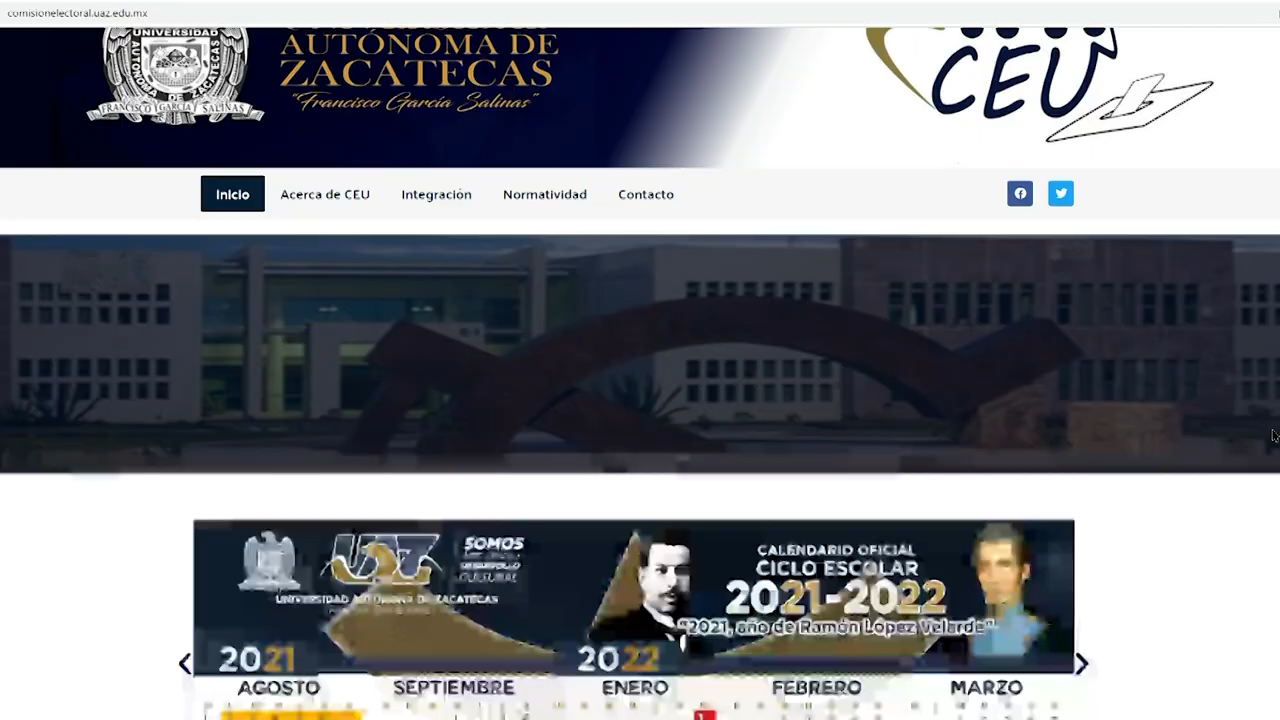 comisionelectoral.uaz.edu.mx
UNIVERSIDAD
AUTÓNOMA DE
ZACATECAS
"Francisco García Salinas"
FRANCISCO GARCIA SALINAS
CEU
Inicio Acerca de CEU Integración Normatividad Contacto
UAZ
SOMOS
UNIVERSIDAD AUTÓNOMA DE ZACATECAS
CALENDARIO OFICIAL
CICLO ESCOLAR
2021-2022
"2021, año de Ramón López Velarde"
2021 2022
AGOSTO SEPTIEMBRE ENERO FEBRERO MARZO